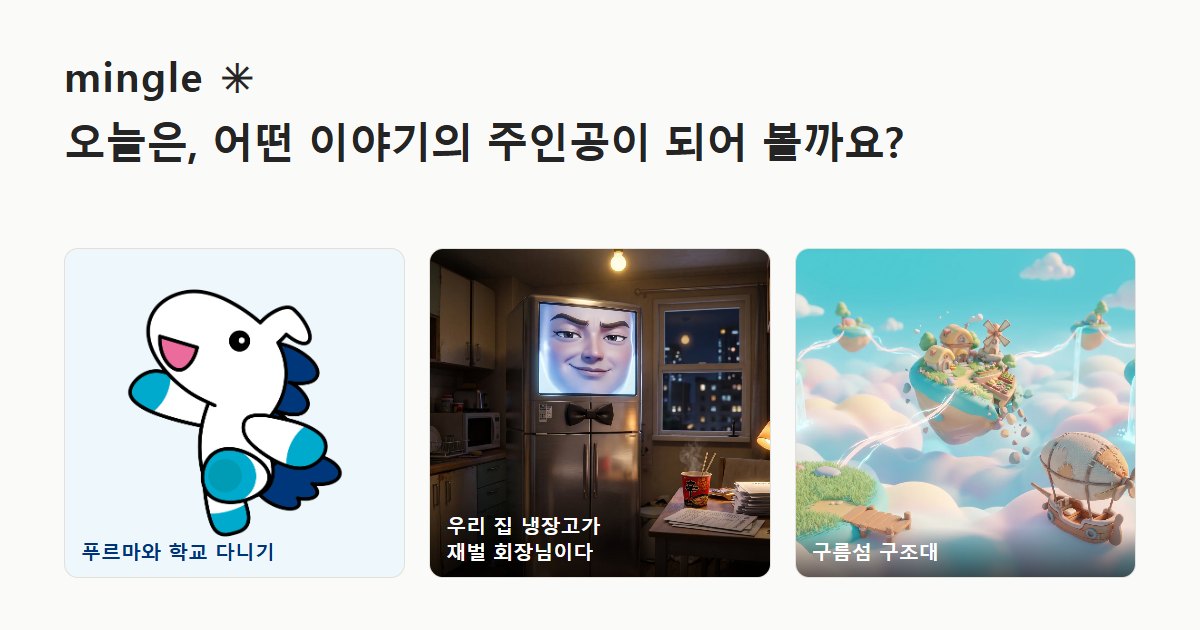 mingle ✳
오늘은, 어떤 이야기의 주인공이 되어 볼까요?
푸르마와 학교 다니기
우리 집 냉장고가
재벌 회장님이다
구름섬 구조대